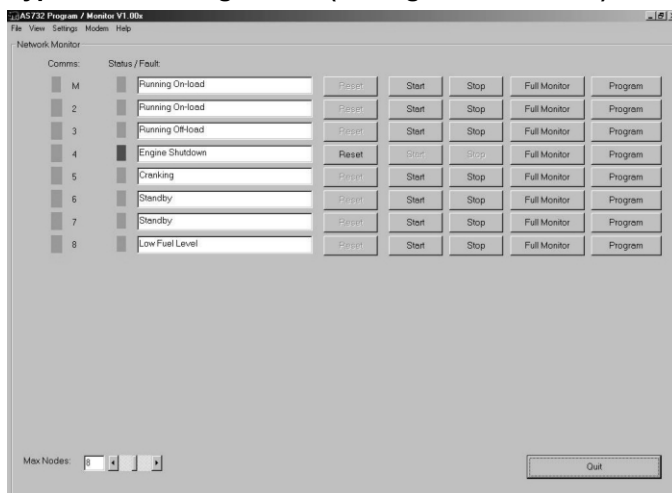 AS732 Program / Monitor V1.00x
File View Settings Modem Help
Network Monitor
Comms: Status / Fault:
M Running On-load Reset Start Stop Full Monitor Program
2 Running On-load Reset Start Stop Full Monitor Program
3 Running Off-load Reset Start Stop Full Monitor Program
4 Engine Shutdown Reset Start Stop Full Monitor Program
5 Cranking Reset Start Stop Full Monitor Program
6 Standby Reset Start Stop Full Monitor Program
7 Standby Reset Start Stop Full Monitor Program
8 Low Fuel Level Reset Start Stop Full Monitor Program
Max Nodes: 8 Quit